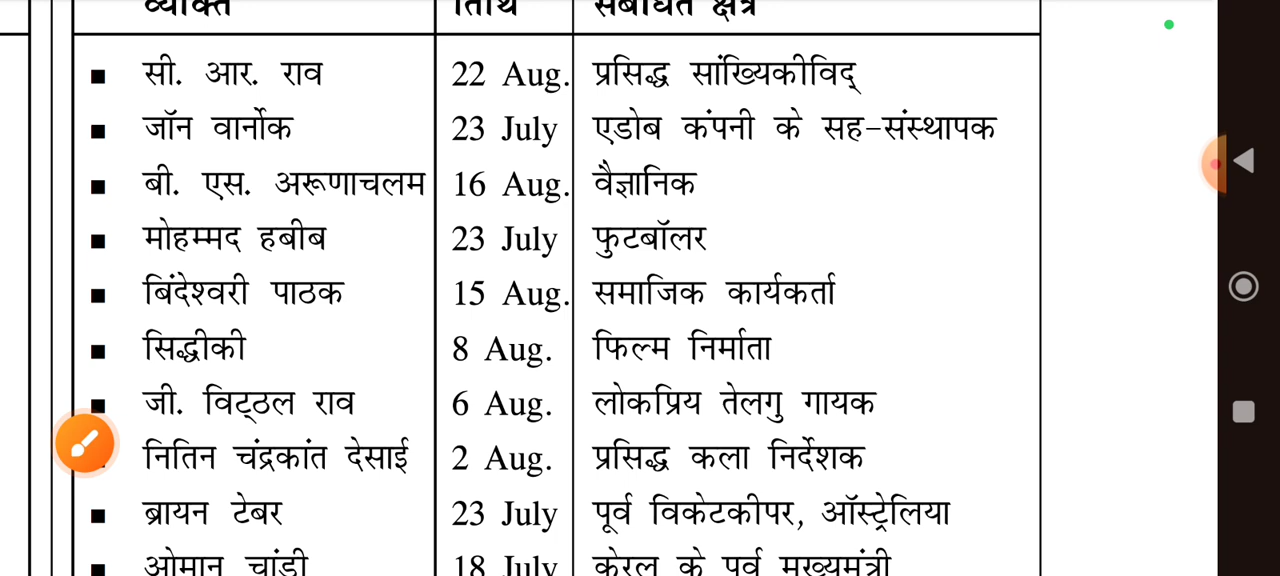 व्यक्ति तिथि संबंधित क्षेत्र
▪ सी. आर. राव 22 Aug. प्रसिद्ध सांख्यिकीविद्
▪ जॉन वार्नोक 23 July एडोब कंपनी के सह-संस्थापक
▪ बी. एस. अरूणाचलम 16 Aug. वैज्ञानिक
▪ मोहम्मद हबीब 23 July फुटबॉलर
▪ बिंदेश्वरी पाठक 15 Aug. समाजिक कार्यकर्ता
▪ सिद्धीकी 8 Aug. फिल्म निर्माता
▪ जी. विट्ठल राव 6 Aug. लोकप्रिय तेलगु गायक
▪ नितिन चंद्रकांत देसाई 2 Aug. प्रसिद्ध कला निर्देशक
▪ ब्रायन टेबर 23 July पूर्व विकेटकीपर, ऑस्ट्रेलिया
▪ ओमान चांडी 18 July केरल के पूर्व मुख्यमंत्री